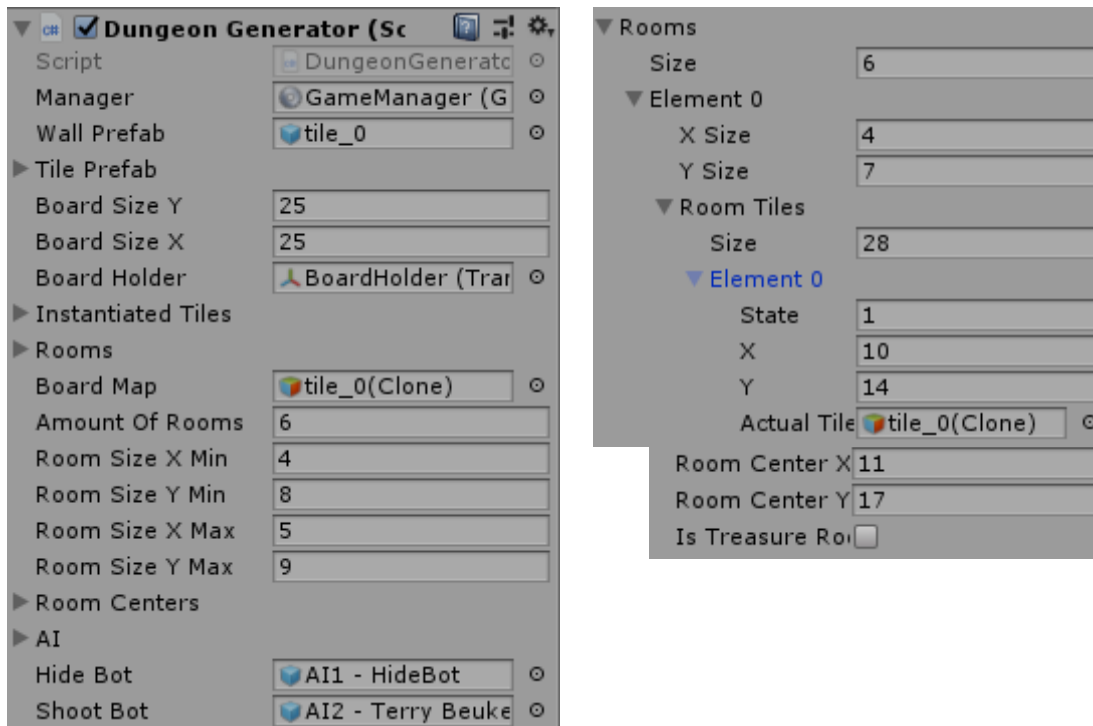 Dungeon Generator (Sc
Script DungeonGeneratc
Manager GameManager (G
Wall Prefab tile_0
Tile Prefab
Board Size Y 25
Board Size X 25
Board Holder BoardHolder (Trar
Instantiated Tiles
Rooms
Board Map tile_0(Clone)
Amount Of Rooms 6
Room Size X Min 4
Room Size Y Min 8
Room Size X Max 5
Room Size Y Max 9
Room Centers
AI
Hide Bot AI1 - HideBot
Shoot Bot AI2 - Terry Beuke
Rooms
Size 6
Element 0
X Size 4
Y Size 7
Room Tiles
Size 28
Element 0
State 1
X 10
Y 14
Actual Tile tile_0(Clone)
Room Center X 11
Room Center Y 17
Is Treasure Ro